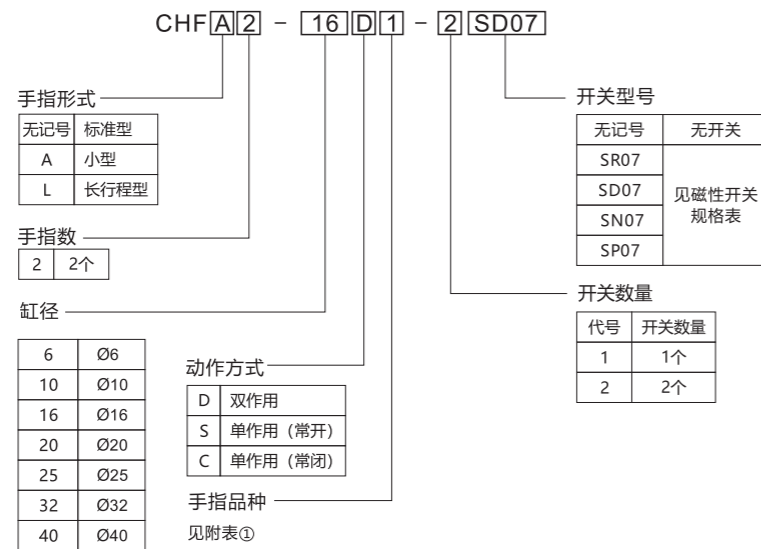 CHF A 2 - 16 D 1 - 2 SD07
手指形式
无记号 标准型
A 小型
L 长行程型
手指数
2 2个
缸径
6 Ø6
10 Ø10
16 Ø16
20 Ø20
25 Ø25
32 Ø32
40 Ø40
动作方式
D 双作用
S 单作用（常开）
C 单作用（常闭）
手指品种
见附表①
开关型号
无记号 无开关
SR07
SD07
SN07
SP07
见磁性开关
规格表
开关数量
代号 开关数量
1 1个
2 2个